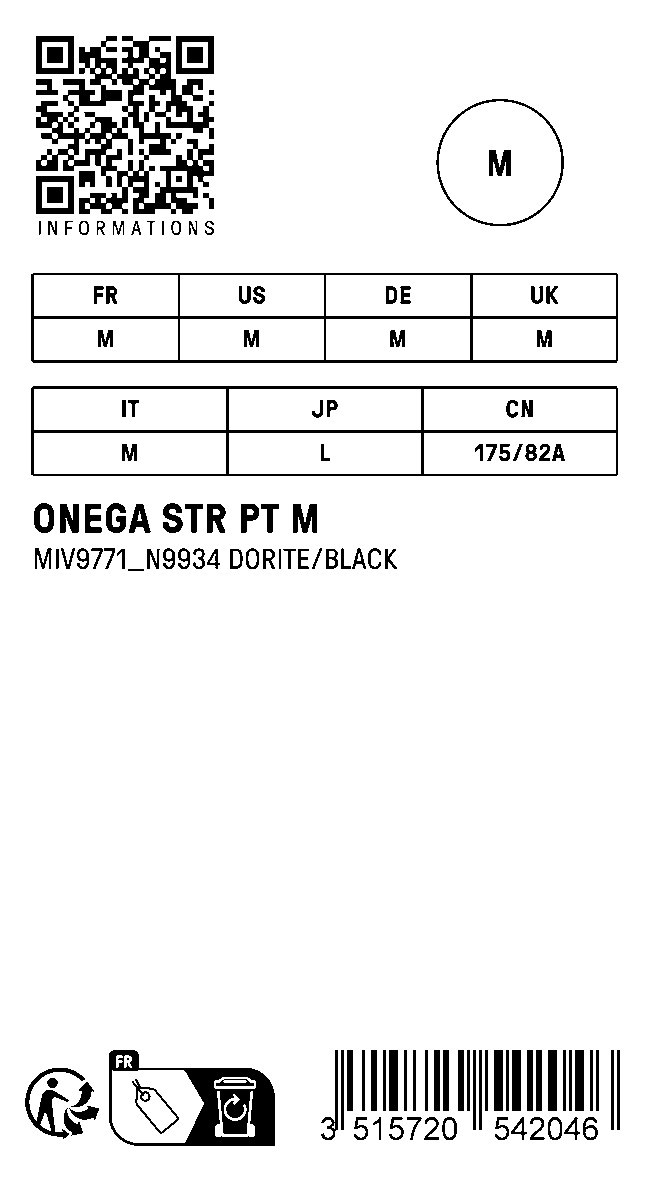 INFORMATIONS
M
FR US DE UK
M M M M
IT JP CN
M L 175/82A
ONEGA STR PT M
MIV9771_N9934 DORITE/BLACK
FR
3 515720 542046